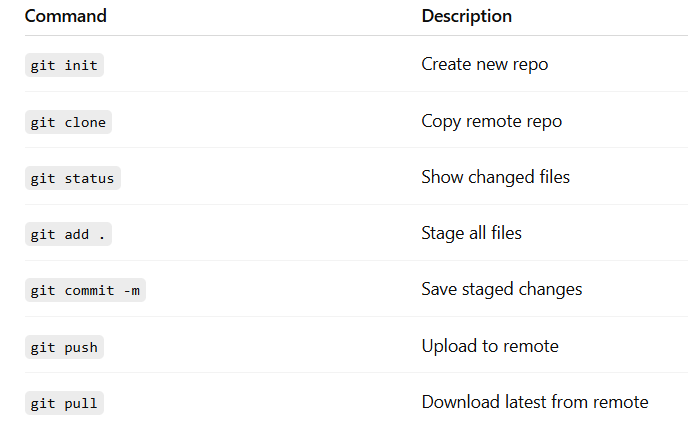 Command Description
git init Create new repo
git clone Copy remote repo
git status Show changed files
git add . Stage all files
git commit -m Save staged changes
git push Upload to remote
git pull Download latest from remote